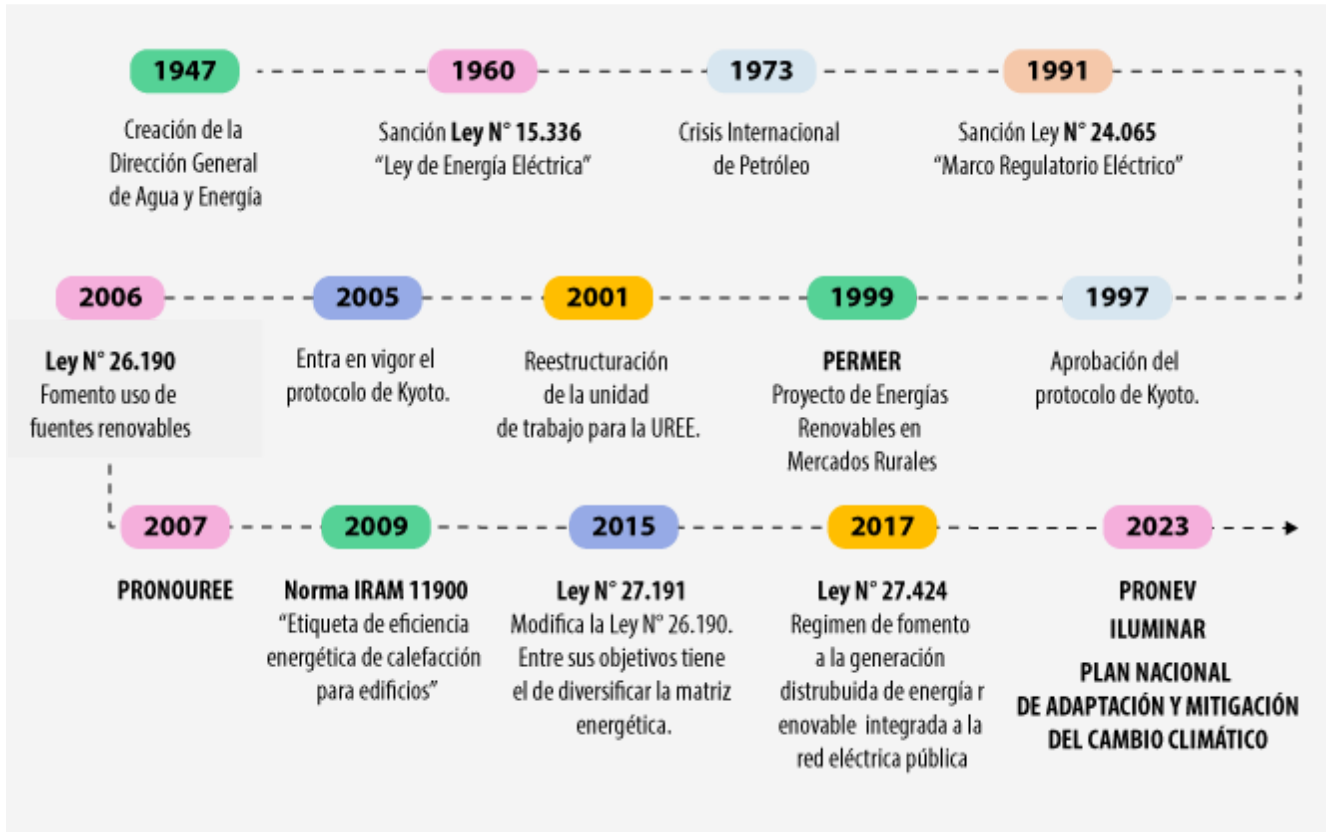 1947
Creación de la
Dirección General
de Agua y Energía
1960
Sanción Ley N° 15.336
“Ley de Energía Eléctrica”
1973
Crisis Internacional
de Petróleo
1991
Sanción Ley N° 24.065
“Marco Regulatorio Eléctrico”
1997
Aprobación del
protocolo de Kyoto.
1999
PERMER
Proyecto de Energías
Renovables en
Mercados Rurales
2001
Reestructuración
de la unidad
de trabajo para la UREE.
2005
Entra en vigor el
protocolo de Kyoto.
2006
Ley N° 26.190
Fomento uso de
fuentes renovables
2007
PRONOUREE
2009
Norma IRAM 11900
“Etiqueta de eficiencia
energética de calefacción
para edificios”
2015
Ley N° 27.191
Modifica la Ley N° 26.190.
Entre sus objetivos tiene
el de diversificar la matriz
energética.
2017
Ley N° 27.424
Regimen de fomento
a la generación
distrubuida de energía r
enovable integrada a la
red eléctrica pública
2023
PRONEV
ILUMINAR
PLAN NACIONAL
DE ADAPTACIÓN Y MITIGACIÓN
DEL CAMBIO CLIMÁTICO